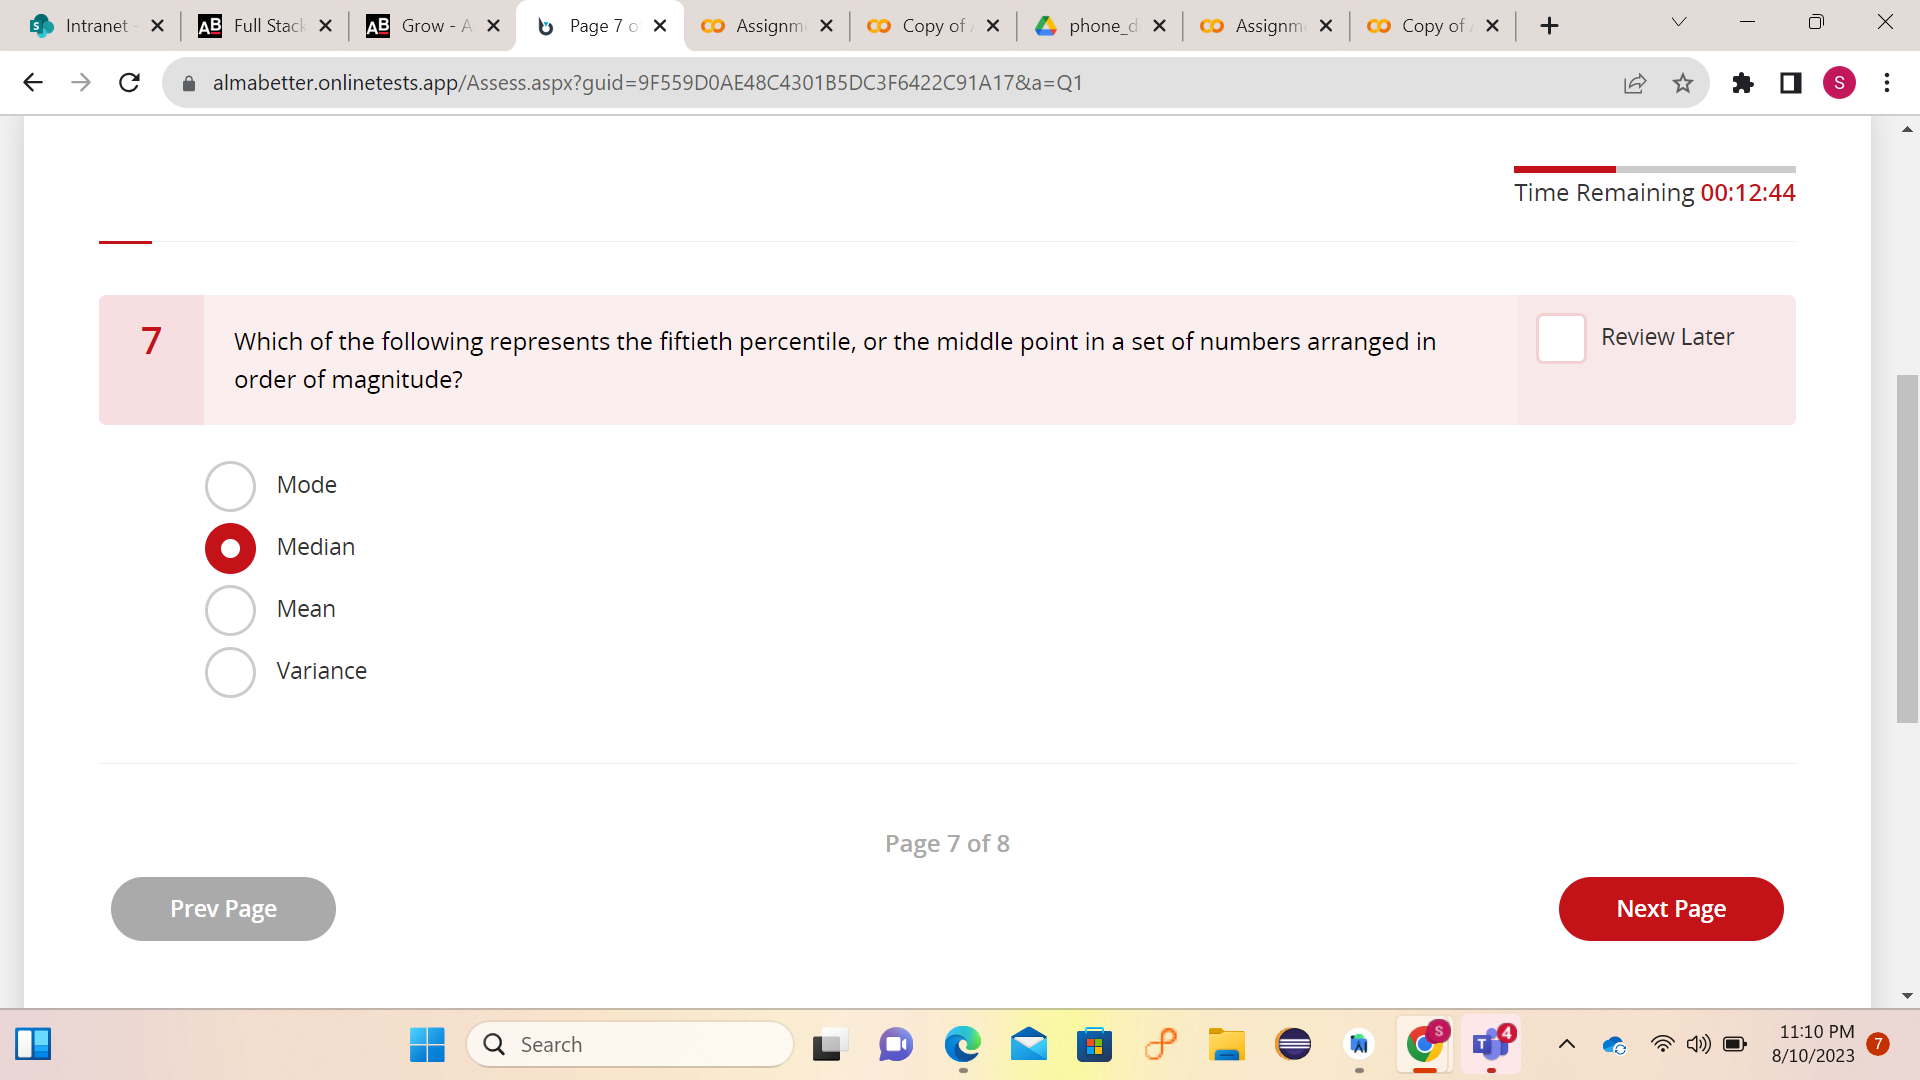 Intranet -
Full Stack
Grow - A
Page 7 o
Assignm
Copy of A
phone_d
Assignm
Copy of A
almabetter.onlinetests.app/Assess.aspx?guid=9F559D0AE48C4301B5DC3F6422C91A17&a=Q1
S
Time Remaining 00:12:44
7
Which of the following represents the fiftieth percentile, or the middle point in a set of numbers arranged in
order of magnitude?
Review Later
Mode
Median
Mean
Variance
Page 7 of 8
Prev Page
Next Page
Search
S
4
11:10 PM
8/10/2023
7